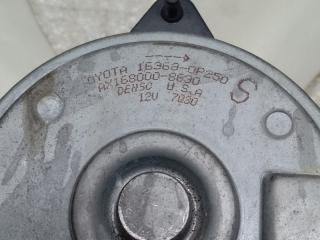 TOYOTA 16363-0P250
AY168000-8630
DENSO U.S.A
12V 7030
S